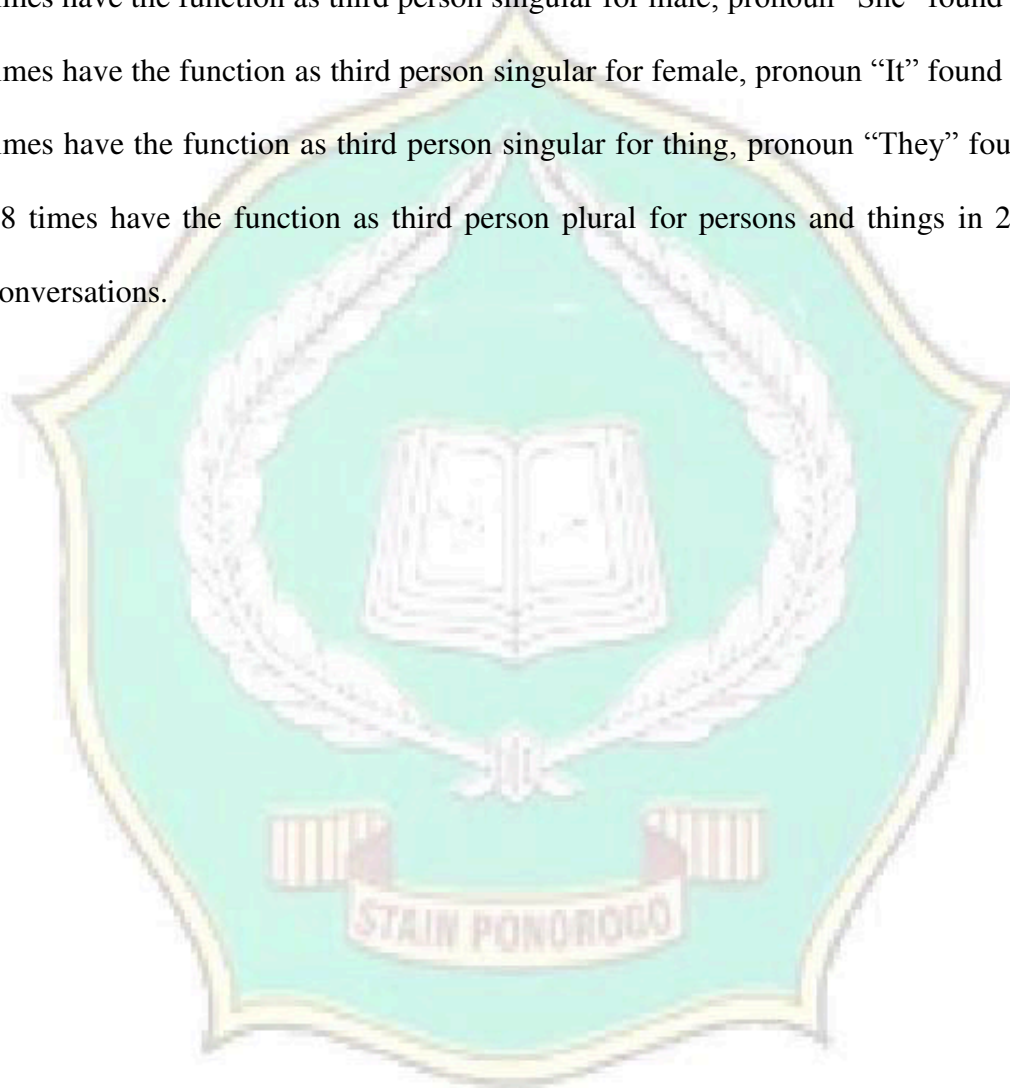 have the function as third person singular for male, pronoun “She” found
times have the function as third person singular for female, pronoun “It” found
times have the function as third person singular for thing, pronoun “They”
8 times have the function as third person plural for persons and things in 2
onversations.
STAIN PONOROGO